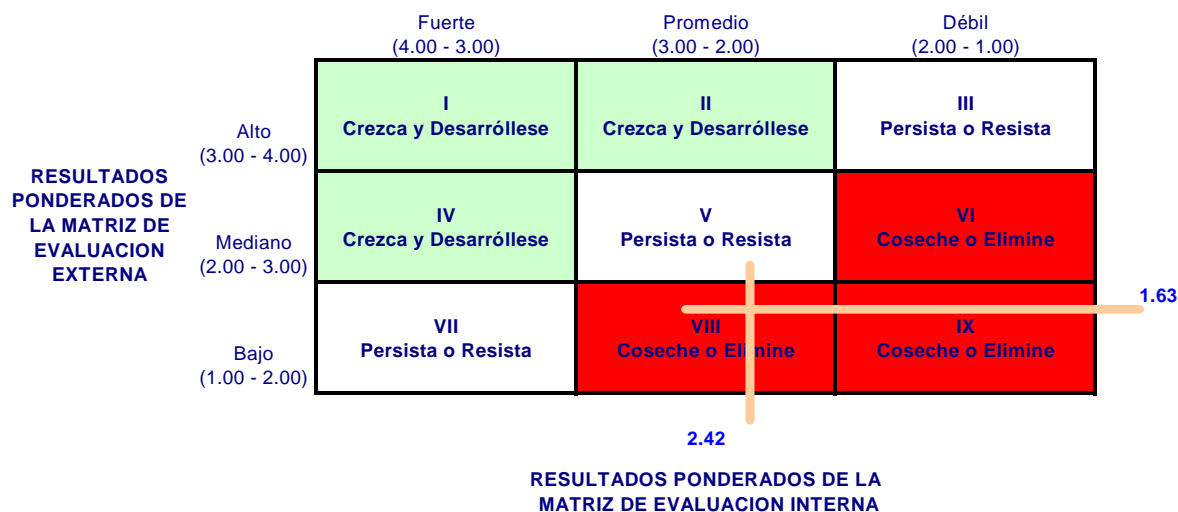 Fuerte
(4.00 - 3.00)
Promedio
(3.00 - 2.00)
Débil
(2.00 - 1.00)
Alto
(3.00 - 4.00)
I
Crezca y Desarróllese
II
Crezca y Desarróllese
III
Persista o Resista
RESULTADOS
PONDERADOS DE
LA MATRIZ DE
EVALUACION
EXTERNA
Mediano
(2.00 - 3.00)
IV
Crezca y Desarróllese
V
Persista o Resista
VI
Coseche o Elimine
1.63
Bajo
(1.00 - 2.00)
VII
Persista o Resista
VIII
Coseche o Elimine
IX
Coseche o Elimine
2.42
RESULTADOS PONDERADOS DE LA
MATRIZ DE EVALUACION INTERNA